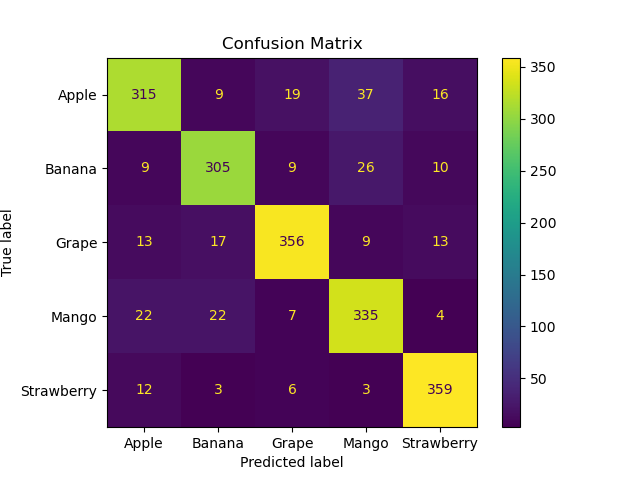 Confusion Matrix
Apple 315 9 19 37 16
Banana 9 305 9 26 10
Grape 13 17 356 9 13
Mango 22 22 7 335 4
Strawberry 12 3 6 3 359
Apple Banana Grape Mango Strawberry
Predicted label
True label
350
300
250
200
150
100
50